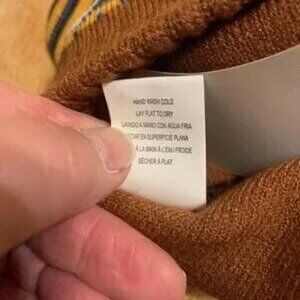 HAND WASH COLD
LAY FLAT TO DRY
LAVADO A MANO CON AGUA FRIA
ECAR EN SUPERFICIE PLANA
À LA MAIN À L'EAU FROIDE
SÉCHER À PLAT